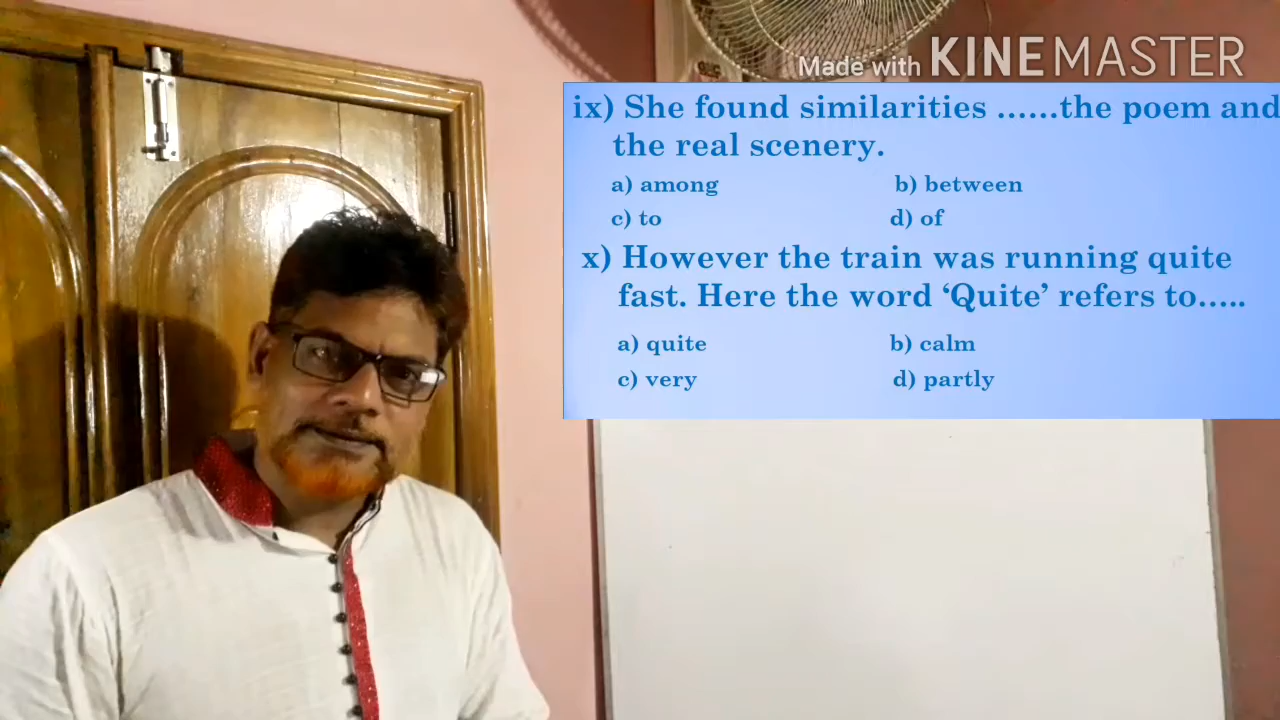 Made with KINEMASTER
ix) She found similarities ......the poem and
the real scenery.
a) among b) between
c) to d) of
x) However the train was running quite
fast. Here the word ‘Quite’ refers to.....
a) quite b) calm
c) very d) partly